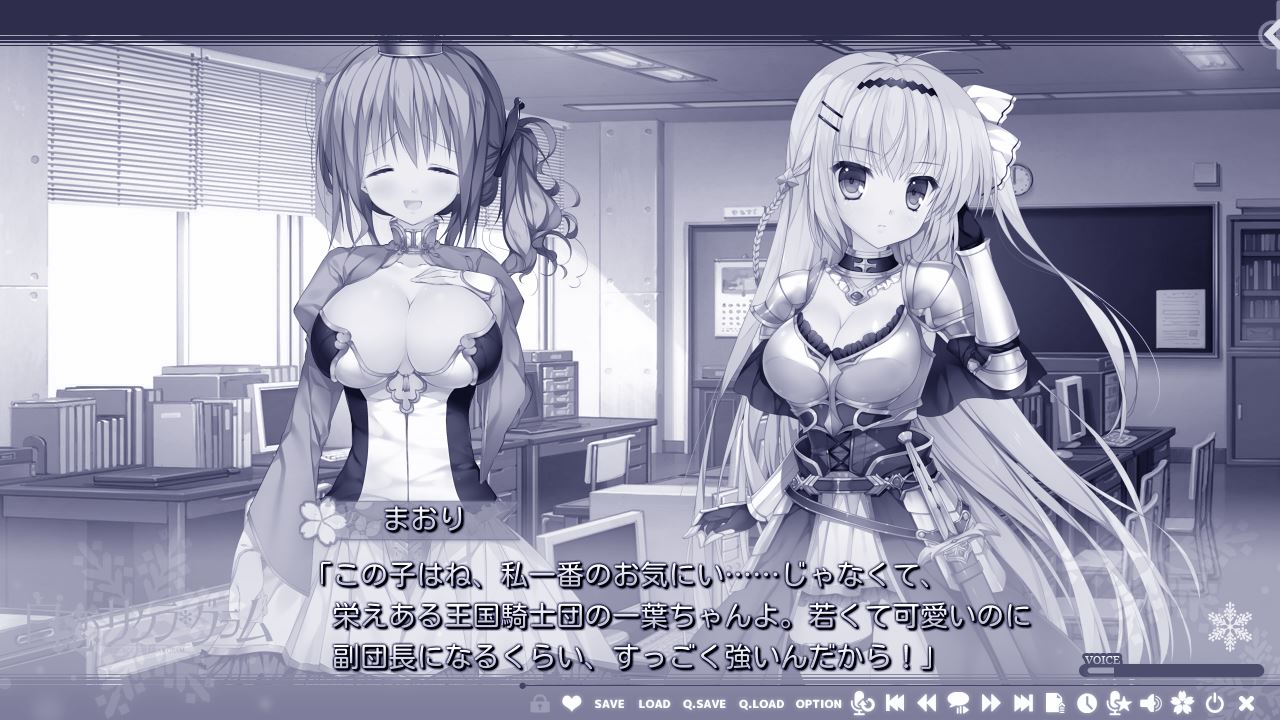 まおり
「この子はね、私一番のお気にい……じゃなくて、
栄えある王国騎士団の一葉ちゃんよ。若くて可愛いのに
副団長になるくらい、すっごく強いんだから！」
VOICE
SAVE LOAD Q.SAVE Q.LOAD OPTION